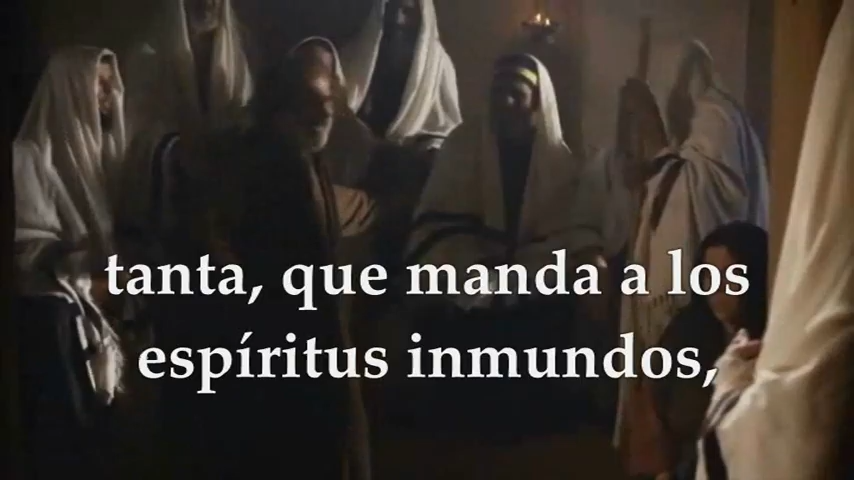 tanta, que manda a los
espíritus inmundos,